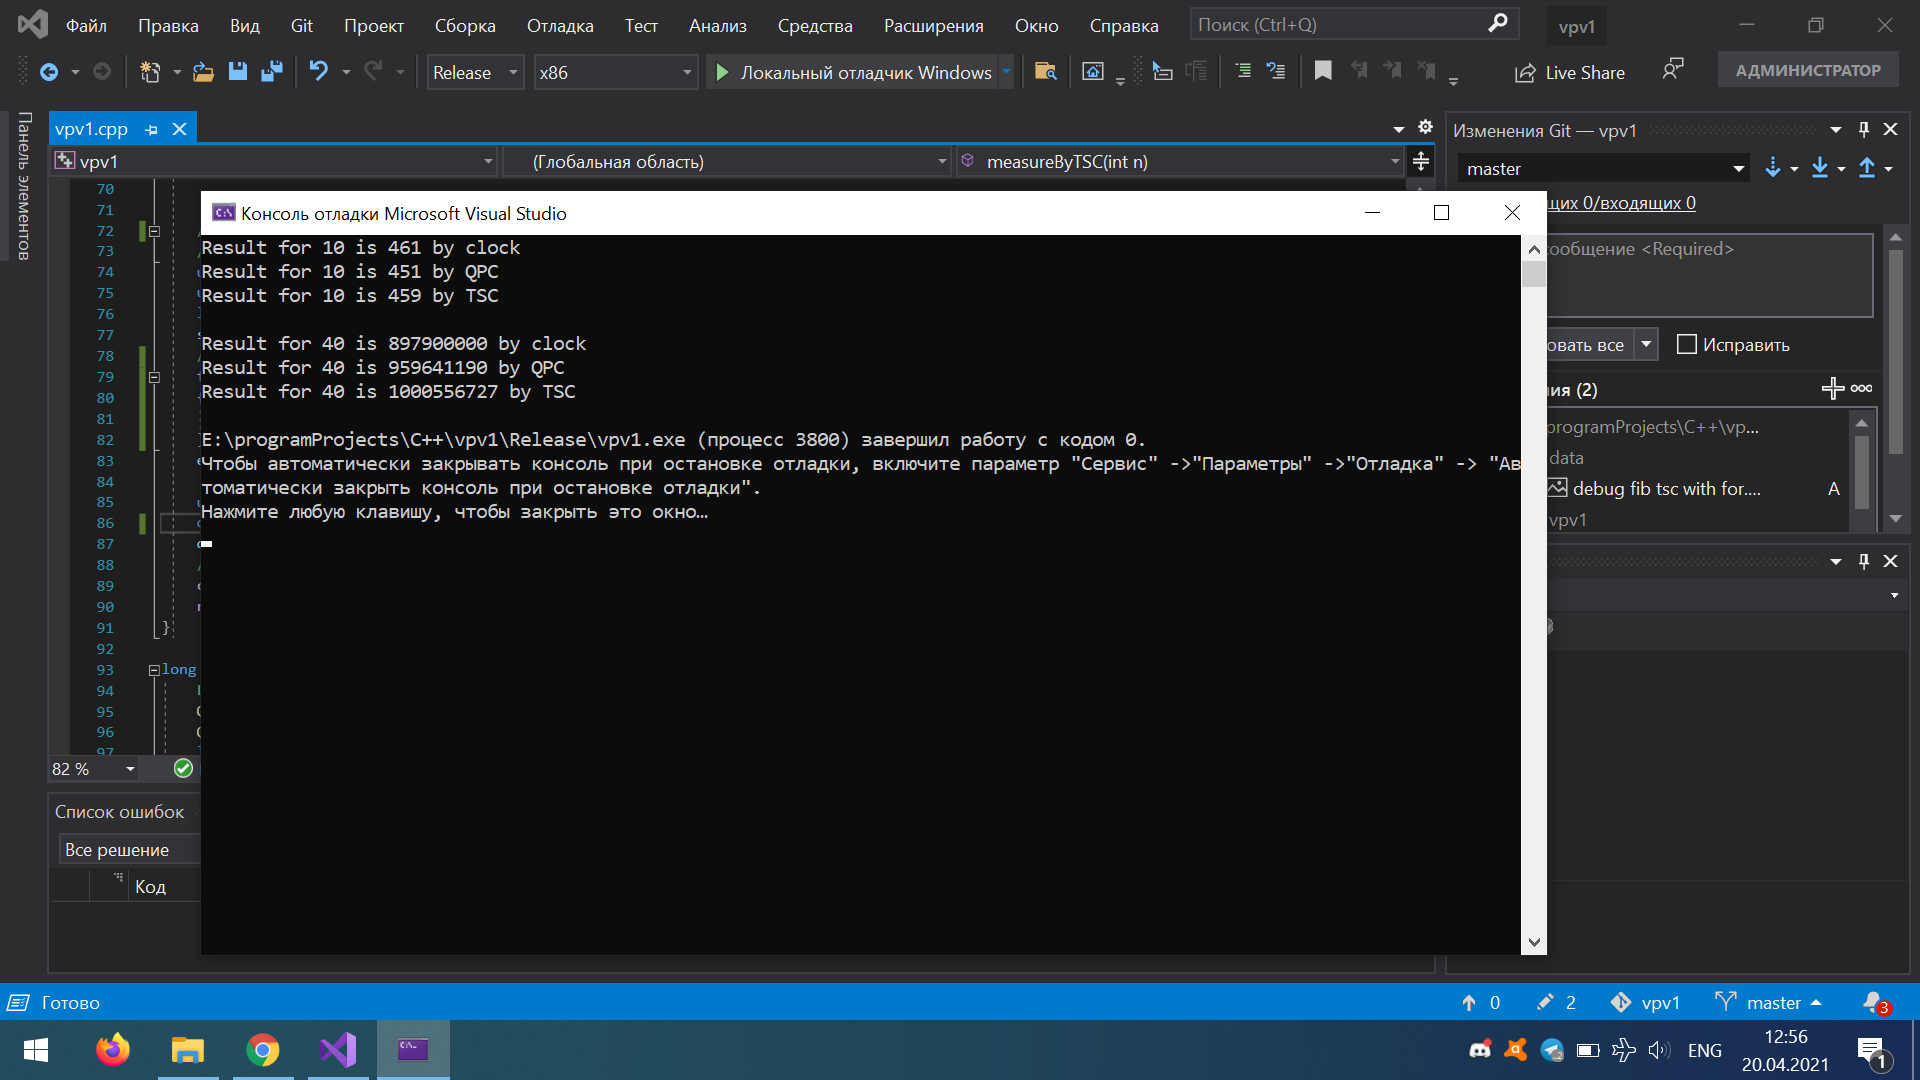 Файл Правка Вид Git Проект Сборка Отладка Тест Анализ Средства Расширения Окно Справка Поиск (Ctrl+Q) vpv1
Release x86 Локальный отладчик Windows Live Share АДМИНИСТРАТОР
Панель элементов
vpv1.cpp
vpv1 (Глобальная область) measureByTSC(int n)
70
71
72
73
74
75
76
77
78
79
80
81
82
83
84
85
86
87
88
89
90
91 }
92
93 long
94
95
96
97
82 %
Консоль отладки Microsoft Visual Studio
Result for 10 is 461 by clock
Result for 10 is 451 by QPC
Result for 10 is 459 by TSC
Result for 40 is 897900000 by clock
Result for 40 is 959641190 by QPC
Result for 40 is 1000556727 by TSC
E:\programProjects\C++\vpv1\Release\vpv1.exe (процесс 3800) завершил работу с кодом 0.
Чтобы автоматически закрывать консоль при остановке отладки, включите параметр "Сервис" ->"Параметры" ->"Отладка" -> "Ав
томатически закрыть консоль при остановке отладки".
Нажмите любую клавишу, чтобы закрыть это окно…
Изменения Git — vpv1
master
щих 0/входящих 0
ообщение <Required>
овать все Исправить
ия (2)
programProjects\C++\vp...
data
debug fib tsc with for.... A
vpv1
Список ошибок
Все решение
Код
Готово 0 2 vpv1 master 3
ENG 12:56
20.04.2021 1